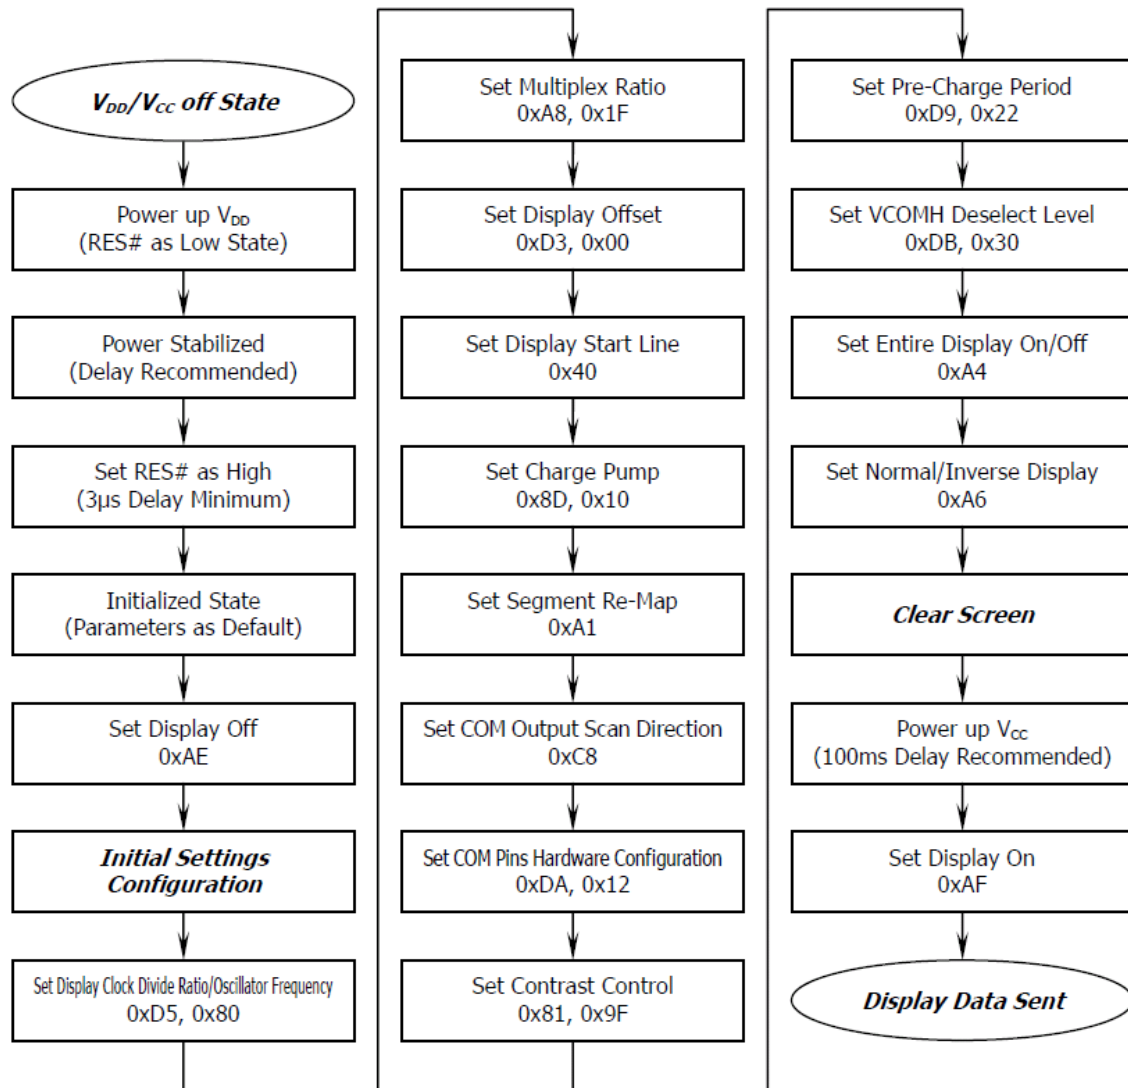 V_DD/V_CC off State
Power up V_DD
(RES# as Low State)
Power Stabilized
(Delay Recommended)
Set RES# as High
(3µs Delay Minimum)
Initialized State
(Parameters as Default)
Set Display Off
0xAE
Initial Settings
Configuration
Set Display Clock Divide Ratio/Oscillator Frequency
0xD5, 0x80
Set Multiplex Ratio
0xA8, 0x1F
Set Display Offset
0xD3, 0x00
Set Display Start Line
0x40
Set Charge Pump
0x8D, 0x10
Set Segment Re-Map
0xA1
Set COM Output Scan Direction
0xC8
Set COM Pins Hardware Configuration
0xDA, 0x12
Set Contrast Control
0x81, 0x9F
Set Pre-Charge Period
0xD9, 0x22
Set VCOMH Deselect Level
0xDB, 0x30
Set Entire Display On/Off
0xA4
Set Normal/Inverse Display
0xA6
Clear Screen
Power up V_CC
(100ms Delay Recommended)
Set Display On
0xAF
Display Data Sent